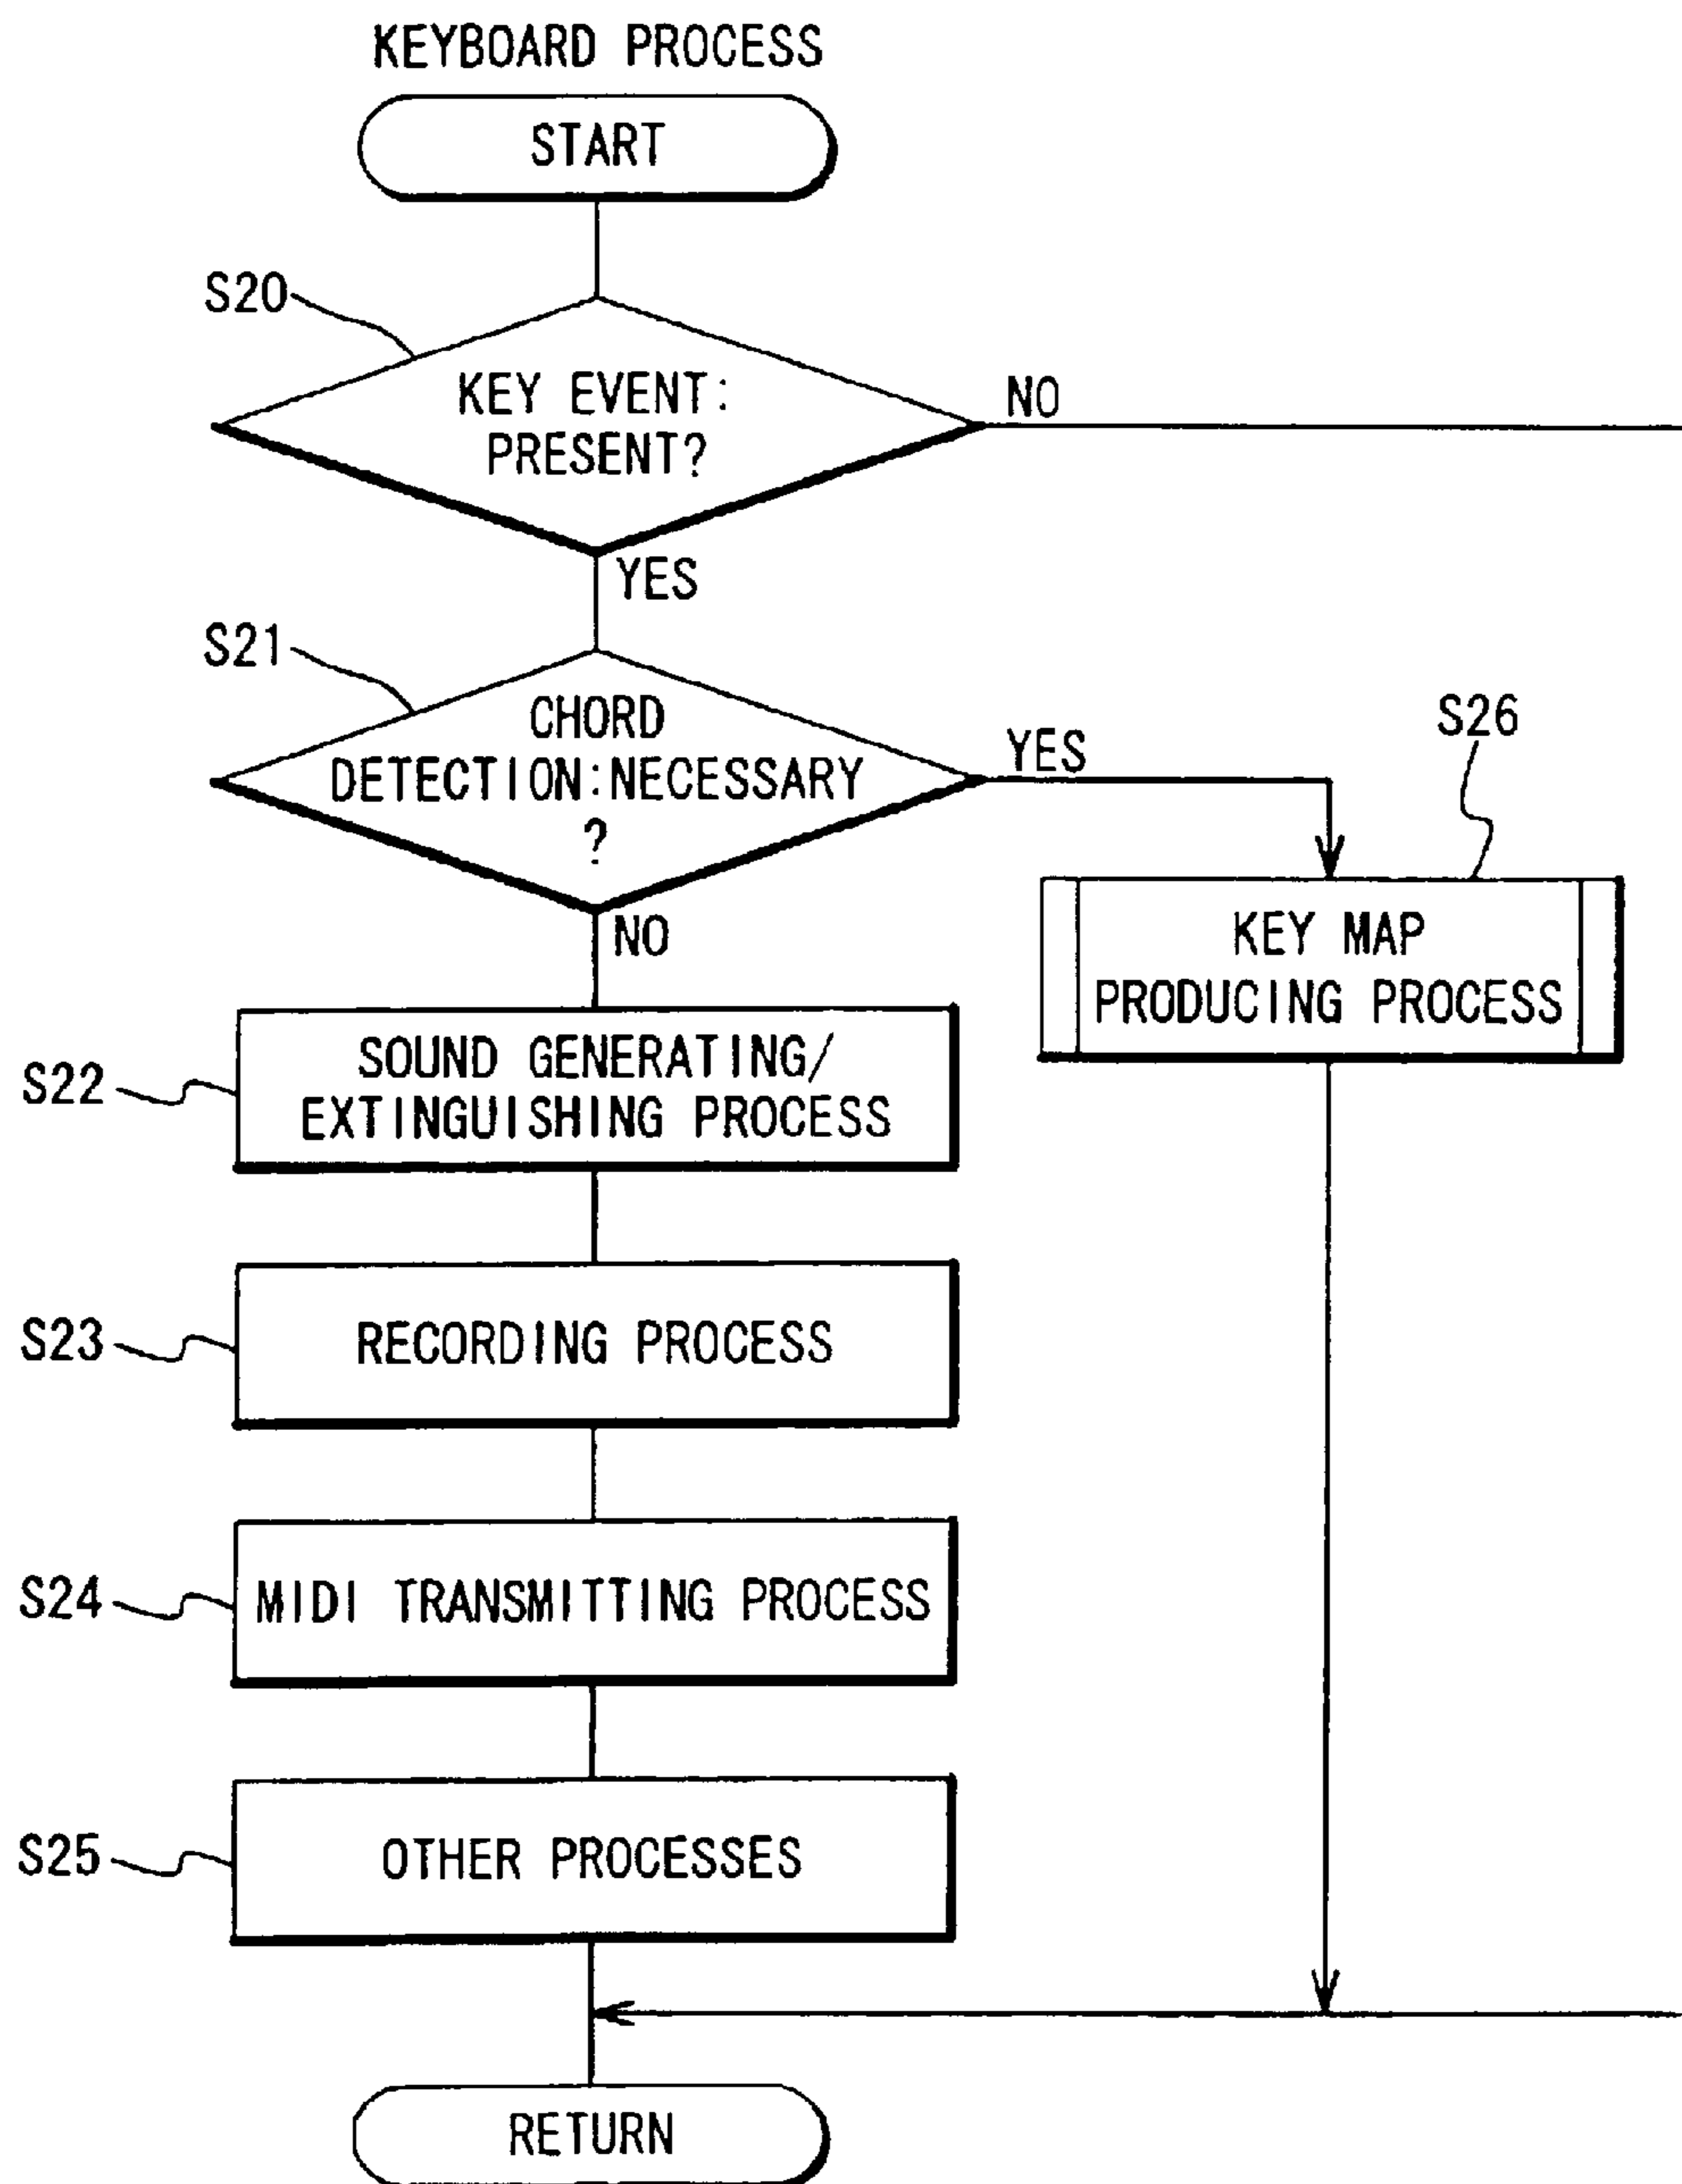 KEYBOARD PROCESS
START
S20
KEY EVENT:
PRESENT?
NO
YES
S21
CHORD
DETECTION:NECESSARY
?
YES
NO
S26
KEY MAP
PRODUCING PROCESS
S22
SOUND GENERATING/
EXTINGUISHING PROCESS
S23
RECORDING PROCESS
S24
MIDI TRANSMITTING PROCESS
S25
OTHER PROCESSES
RETURN